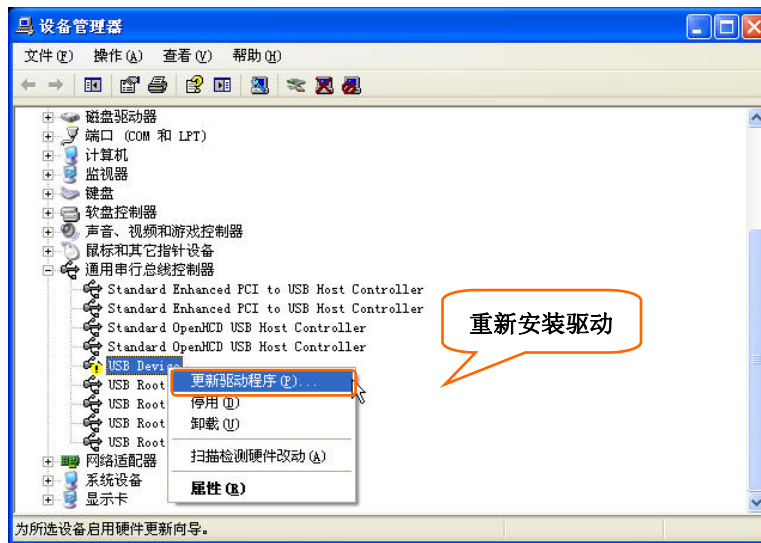 设备管理器
文件(F) 操作(A) 查看(V) 帮助(H)
磁盘驱动器
端口 (COM 和 LPT)
计算机
监视器
键盘
软盘控制器
声音、视频和游戏控制器
鼠标和其它指针设备
通用串行总线控制器
Standard Enhanced PCI to USB Host Controller
Standard Enhanced PCI to USB Host Controller
Standard OpenHCD USB Host Controller
Standard OpenHCD USB Host Controller
USB Device
USB Root
USB Root
USB Root
USB Root
网络适配器
系统设备
显示卡
更新驱动程序(P)...
停用(D)
卸载(U)
扫描检测硬件改动(A)
属性(R)
重新安装驱动
为所选设备启用硬件更新向导。